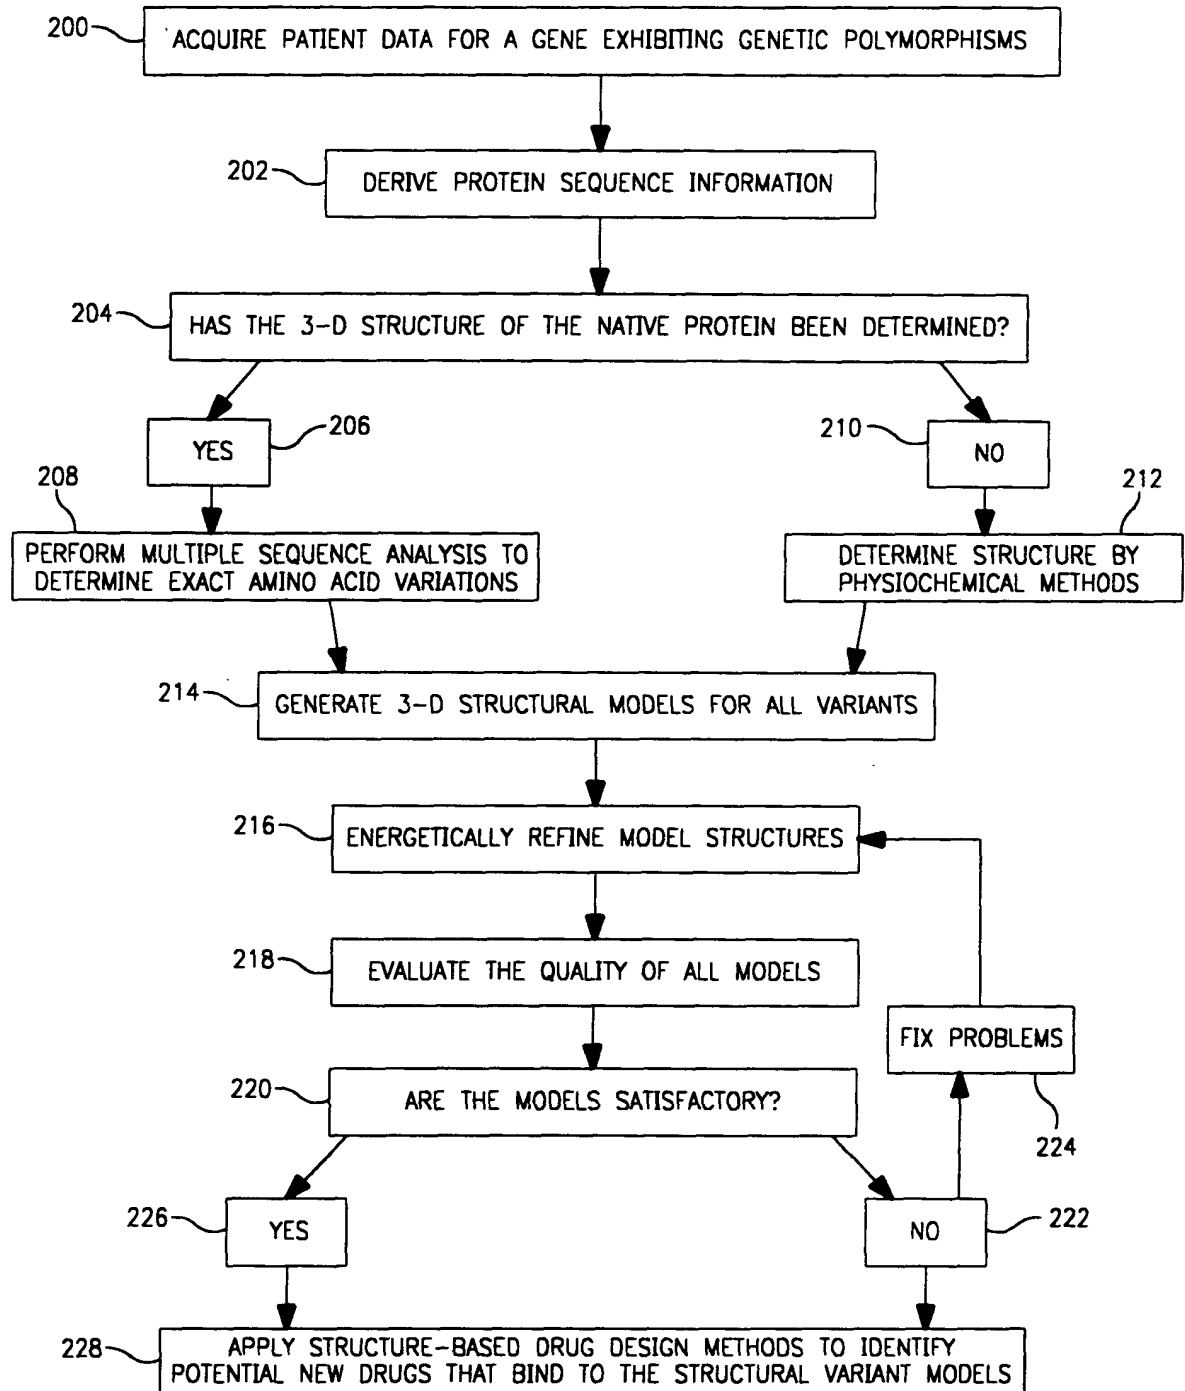 200
ACQUIRE PATIENT DATA FOR A GENE EXHIBITING GENETIC POLYMORPHISMS
202
DERIVE PROTEIN SEQUENCE INFORMATION
204
HAS THE 3-D STRUCTURE OF THE NATIVE PROTEIN BEEN DETERMINED?
YES
206
210
NO
208
212
PERFORM MULTIPLE SEQUENCE ANALYSIS TO
DETERMINE EXACT AMINO ACID VARIATIONS
DETERMINE STRUCTURE BY
PHYSIOCHEMICAL METHODS
214
GENERATE 3-D STRUCTURAL MODELS FOR ALL VARIANTS
216
ENERGETICALLY REFINE MODEL STRUCTURES
218
EVALUATE THE QUALITY OF ALL MODELS
FIX PROBLEMS
224
220
ARE THE MODELS SATISFACTORY?
226
YES
NO
222
228
APPLY STRUCTURE-BASED DRUG DESIGN METHODS TO IDENTIFY
POTENTIAL NEW DRUGS THAT BIND TO THE STRUCTURAL VARIANT MODELS